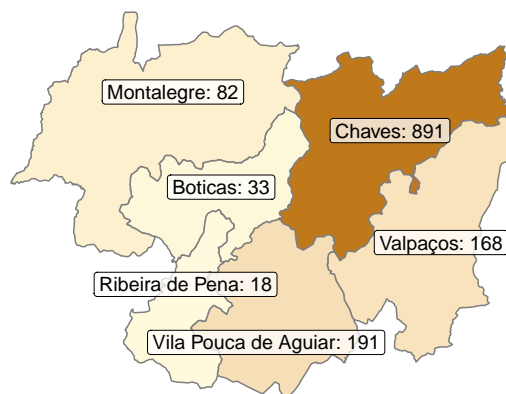 Montalegre: 82
Chaves: 891
Boticas: 33
Valpaços: 168
Ribeira de Pena: 18
Vila Pouca de Aguiar: 191